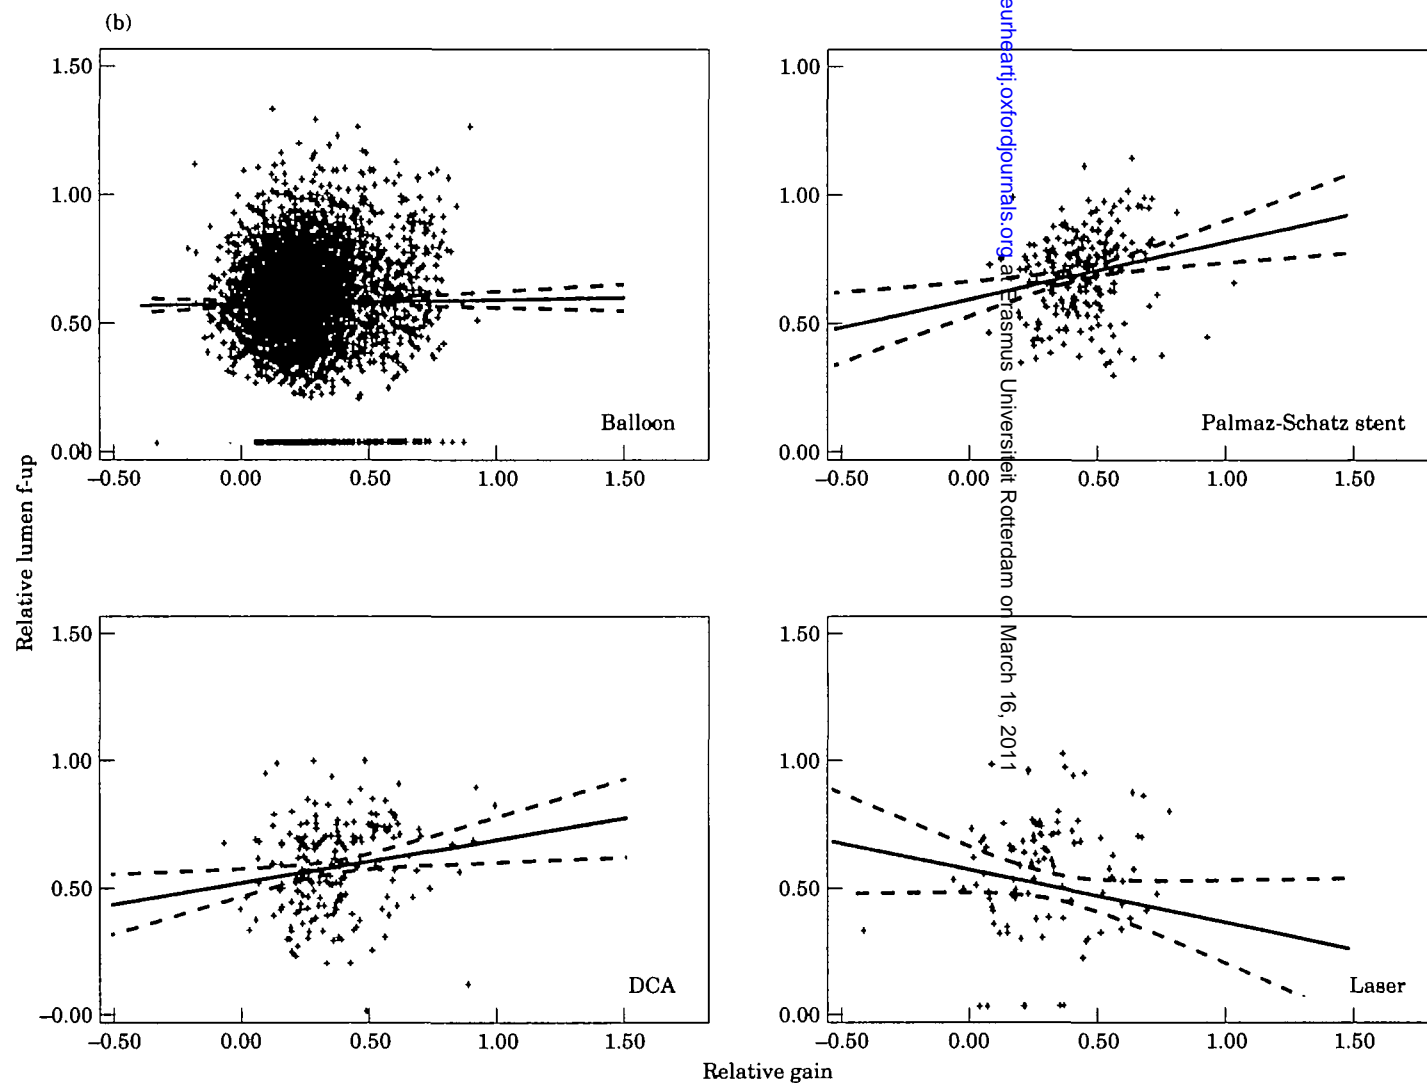 (b)
1.50
1.00
0.50
0.00
Balloon
-0.50 0.00 0.50 1.00 1.50
1.00
1.00
0.50
0.00
Palmaz-Schatz stent
-0.50 0.00 0.50 1.00 1.50
Relative lumen f-up
1.50
1.00
0.50
-0.00
DCA
-0.50 0.00 0.50 1.00 1.50
1.50
1.00
0.50
0.00
Laser
-0.50 0.00 0.50 1.00 1.50
Relative gain
eurheartj.oxfordjournals.org at Erasmus Universiteit Rotterdam on March 16, 2011